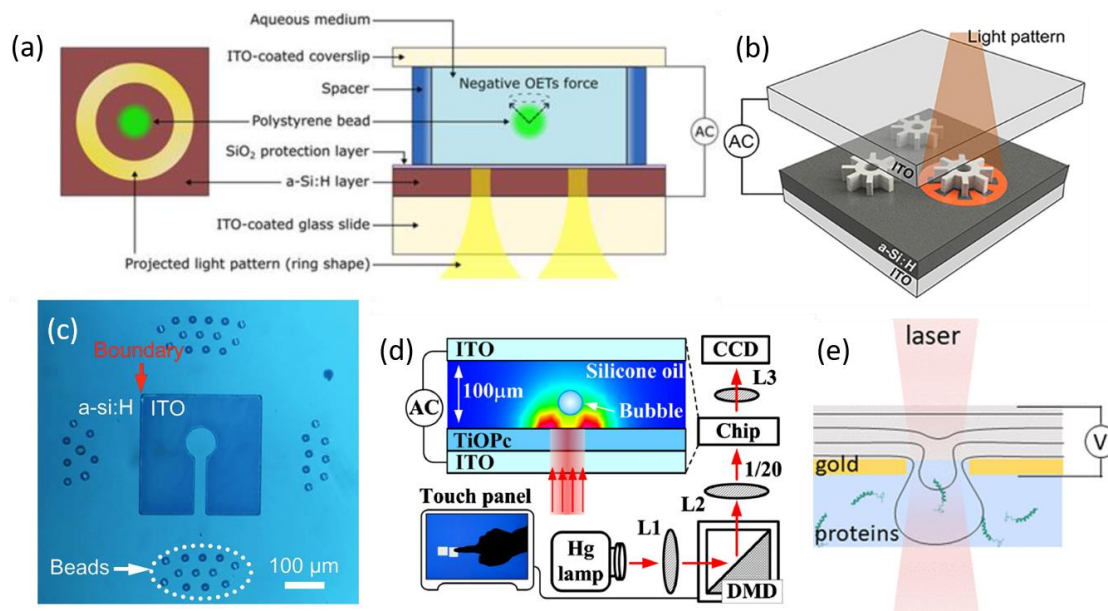 (a)
Aqueous medium
ITO-coated coverslip
Spacer
Negative OETs force
Polystyrene bead
AC
SiO2 protection layer
a-Si:H layer
ITO-coated glass slide
Projected light pattern (ring shape)
(b)
Light pattern
AC
ITO
a-Si:H
ITO
(c)
Boundary
a-si:H
ITO
Beads
100 µm
(d)
ITO
Silicone oil
100µm
AC
Bubble
TiOPc
ITO
CCD
L3
Chip
1/20
L2
Touch panel
L1
Hg
lamp
DMD
(e)
laser
V
gold
proteins